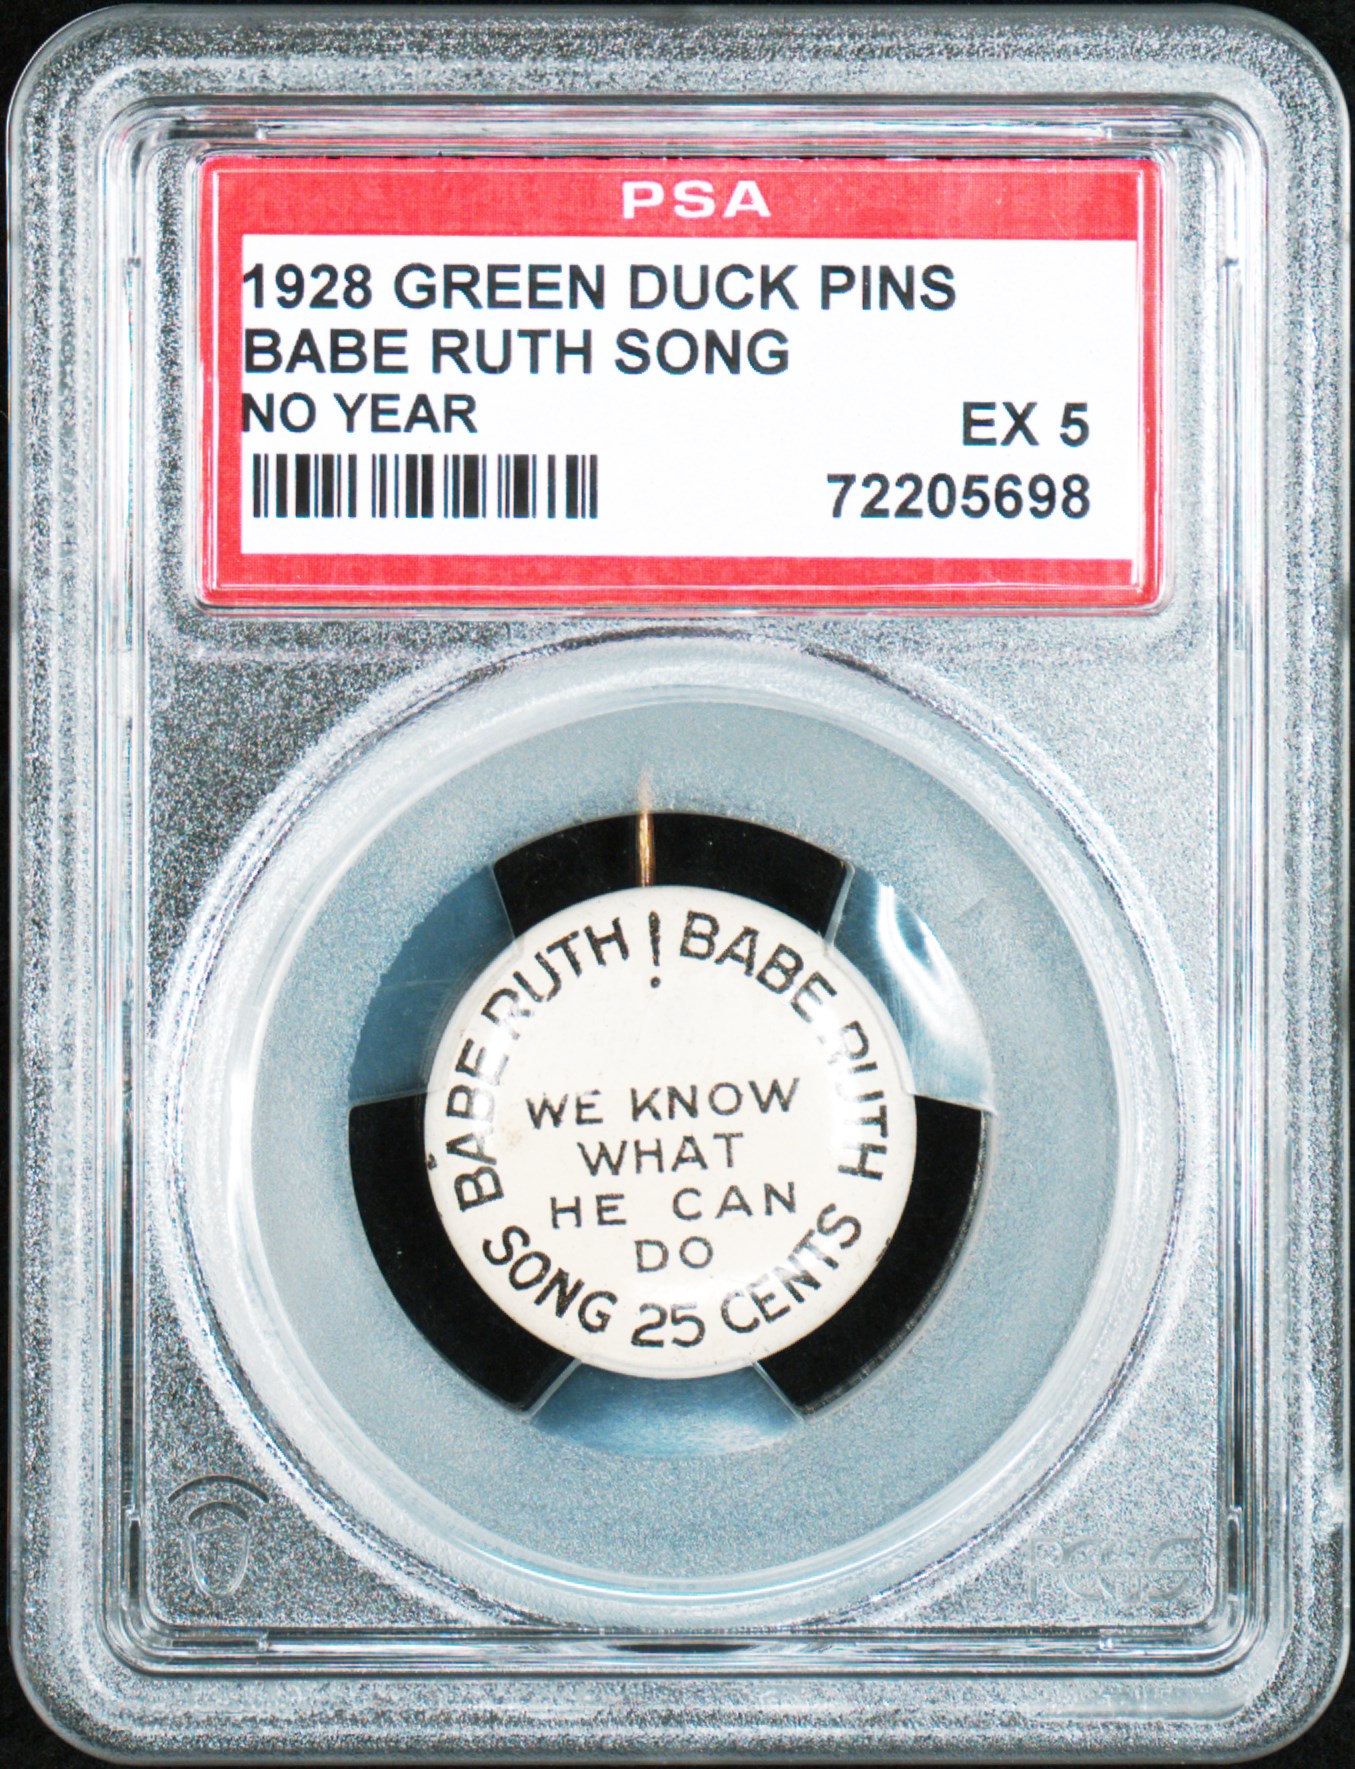 PSA
1928 GREEN DUCK PINS
BABE RUTH SONG
NO YEAR
EX 5
72205698
BABE RUTH ! BABE RUTH
WE KNOW
WHAT
HE CAN
DO
SONG 25 CENTS
PCGS